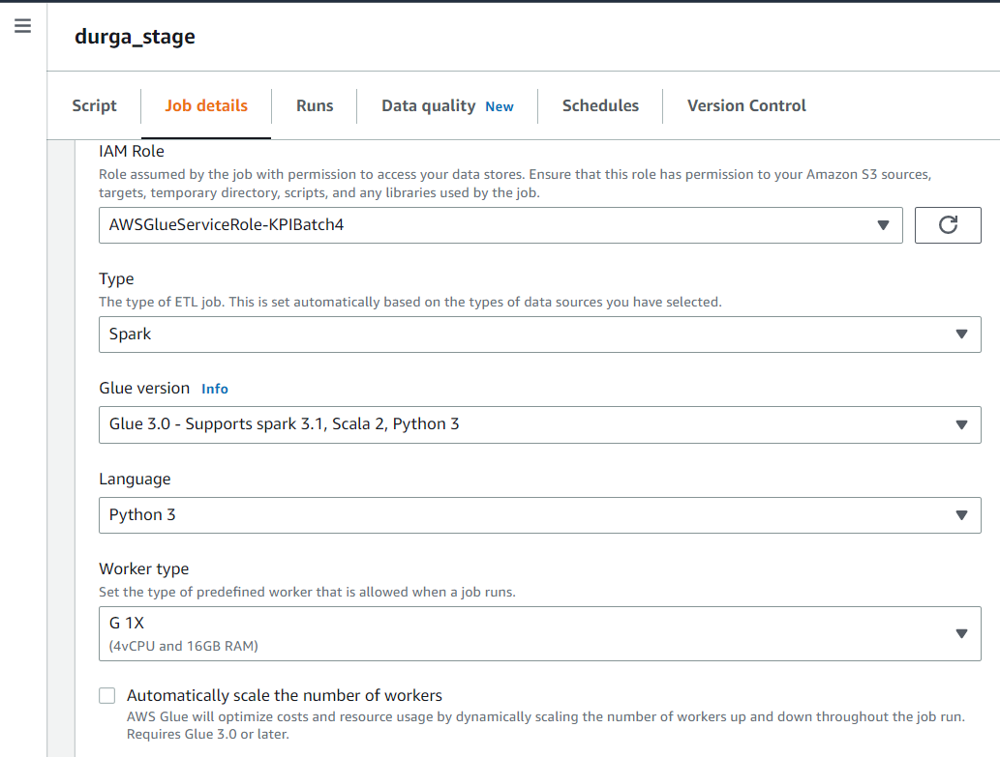 durga_stage
Script
Job details
Runs
Data quality New
Schedules
Version Control
IAM Role
Role assumed by the job with permission to access your data stores. Ensure that this role has permission to your Amazon S3 sources,
targets, temporary directory, scripts, and any libraries used by the job.
AWSGlueServiceRole-KPIBatch4
Type
The type of ETL job. This is set automatically based on the types of data sources you have selected.
Spark
Glue version Info
Glue 3.0 - Supports spark 3.1, Scala 2, Python 3
Language
Python 3
Worker type
Set the type of predefined worker that is allowed when a job runs.
G 1X
(4vCPU and 16GB RAM)
Automatically scale the number of workers
AWS Glue will optimize costs and resource usage by dynamically scaling the number of workers up and down throughout the job run.
Requires Glue 3.0 or later.